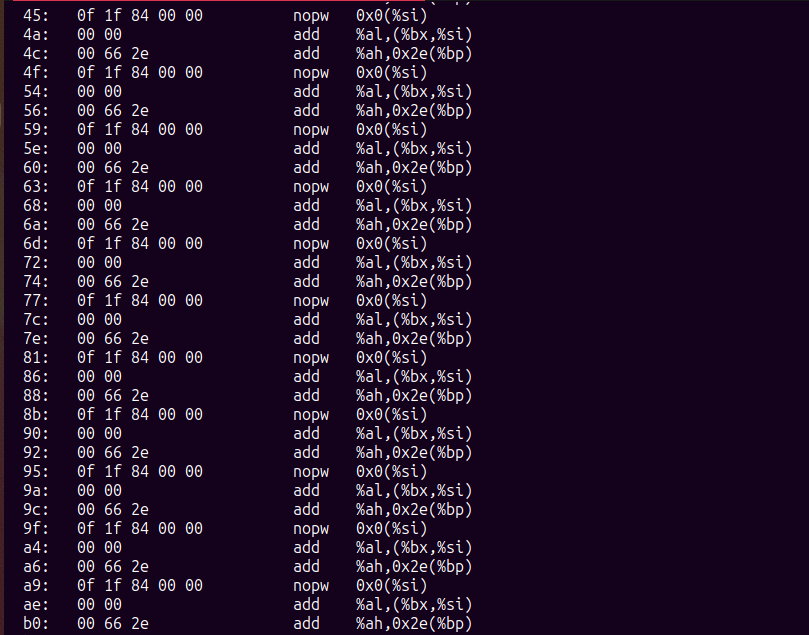 45: 0f 1f 84 00 00 nopw 0x0(%si)
4a: 00 00 add %al,(%bx,%si)
4c: 00 66 2e add %ah,0x2e(%bp)
4f: 0f 1f 84 00 00 nopw 0x0(%si)
54: 00 00 add %al,(%bx,%si)
56: 00 66 2e add %ah,0x2e(%bp)
59: 0f 1f 84 00 00 nopw 0x0(%si)
5e: 00 00 add %al,(%bx,%si)
60: 00 66 2e add %ah,0x2e(%bp)
63: 0f 1f 84 00 00 nopw 0x0(%si)
68: 00 00 add %al,(%bx,%si)
6a: 00 66 2e add %ah,0x2e(%bp)
6d: 0f 1f 84 00 00 nopw 0x0(%si)
72: 00 00 add %al,(%bx,%si)
74: 00 66 2e add %ah,0x2e(%bp)
77: 0f 1f 84 00 00 nopw 0x0(%si)
7c: 00 00 add %al,(%bx,%si)
7e: 00 66 2e add %ah,0x2e(%bp)
81: 0f 1f 84 00 00 nopw 0x0(%si)
86: 00 00 add %al,(%bx,%si)
88: 00 66 2e add %ah,0x2e(%bp)
8b: 0f 1f 84 00 00 nopw 0x0(%si)
90: 00 00 add %al,(%bx,%si)
92: 00 66 2e add %ah,0x2e(%bp)
95: 0f 1f 84 00 00 nopw 0x0(%si)
9a: 00 00 add %al,(%bx,%si)
9c: 00 66 2e add %ah,0x2e(%bp)
9f: 0f 1f 84 00 00 nopw 0x0(%si)
a4: 00 00 add %al,(%bx,%si)
a6: 00 66 2e add %ah,0x2e(%bp)
a9: 0f 1f 84 00 00 nopw 0x0(%si)
ae: 00 00 add %al,(%bx,%si)
b0: 00 66 2e add %ah,0x2e(%bp)